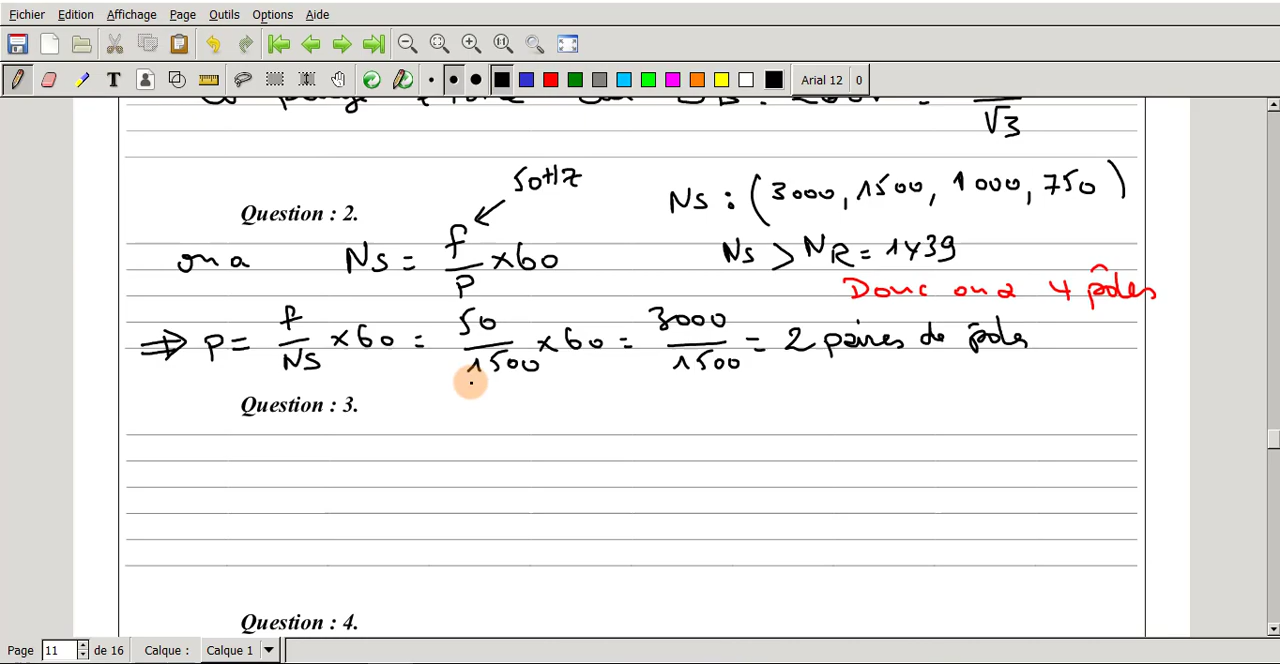 Fichier Edition Affichage Page Outils Options Aide
Arial 12 0
√3
50Hz
Ns : (3000, 1500, 1000, 750)
Question : 2.
on a Ns = f/P ×60
Ns > NR = 1439
Donc on a 4 pôles
⇒ P = f/Ns ×60 = 50/1500 ×60 = 3000/1500 = 2 paires de pôles
Question : 3.
Question : 4.
Page 11 de 16 Calque : Calque 1